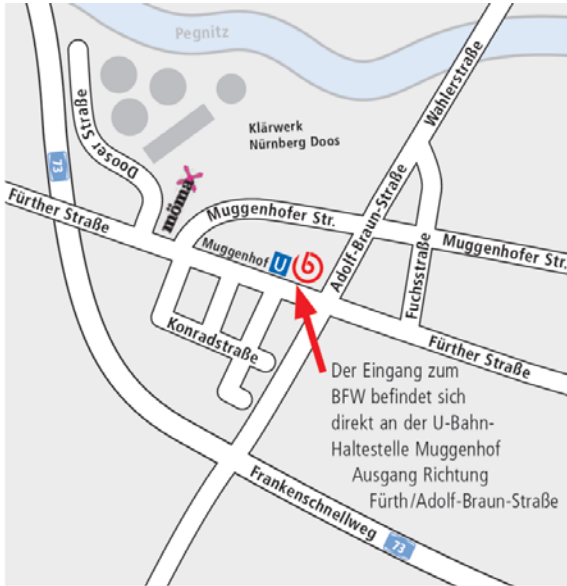 Pegnitz
Wahlerstraße
Klärwerk
Nürnberg Doos
Dooser Straße
73
mömax
Fürther Straße
Muggenhofer Str.
Adolf-Braun-Straße
Muggenhofer Str.
Muggenhof U
Fuchsstraße
Konradstraße
Fürther Straße
Der Eingang zum
BFW befindet sich
direkt an der U-Bahn-
Haltestelle Muggenhof
Ausgang Richtung
Fürth/Adolf-Braun-Straße
Frankenschnellweg
73